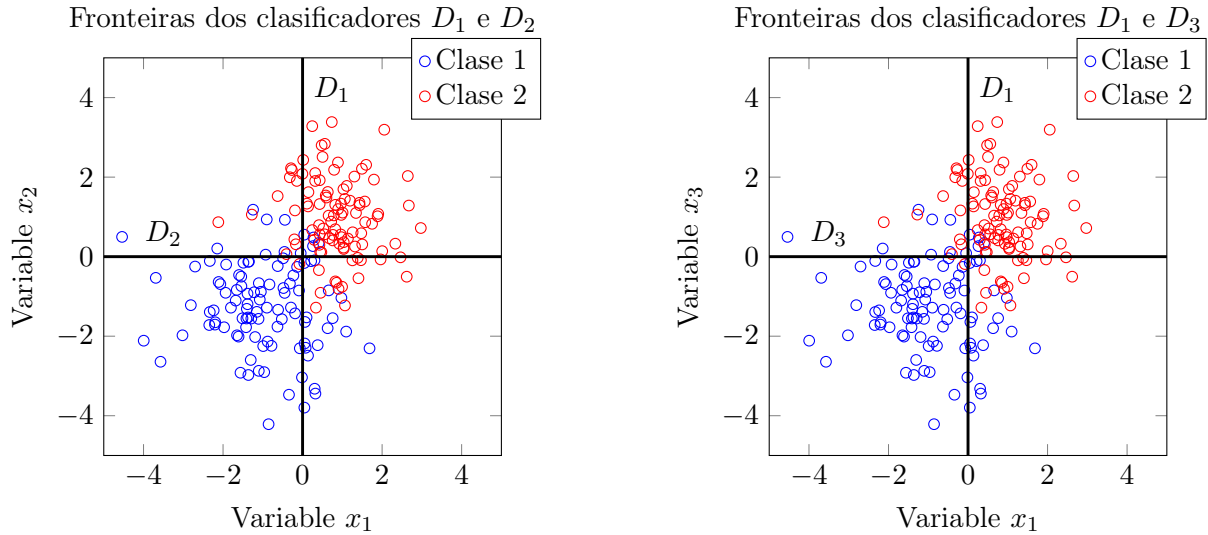 Fronteiras dos clasificadores D₁ e D₂
Clase 1
Clase 2
D₁
D₂
4
2
0
−2
−4
−4
−2
0
2
4
Variable x₂
Variable x₁
Fronteiras dos clasificadores D₁ e D₃
Clase 1
Clase 2
D₁
D₃
4
2
0
−2
−4
−4
−2
0
2
4
Variable x₃
Variable x₁